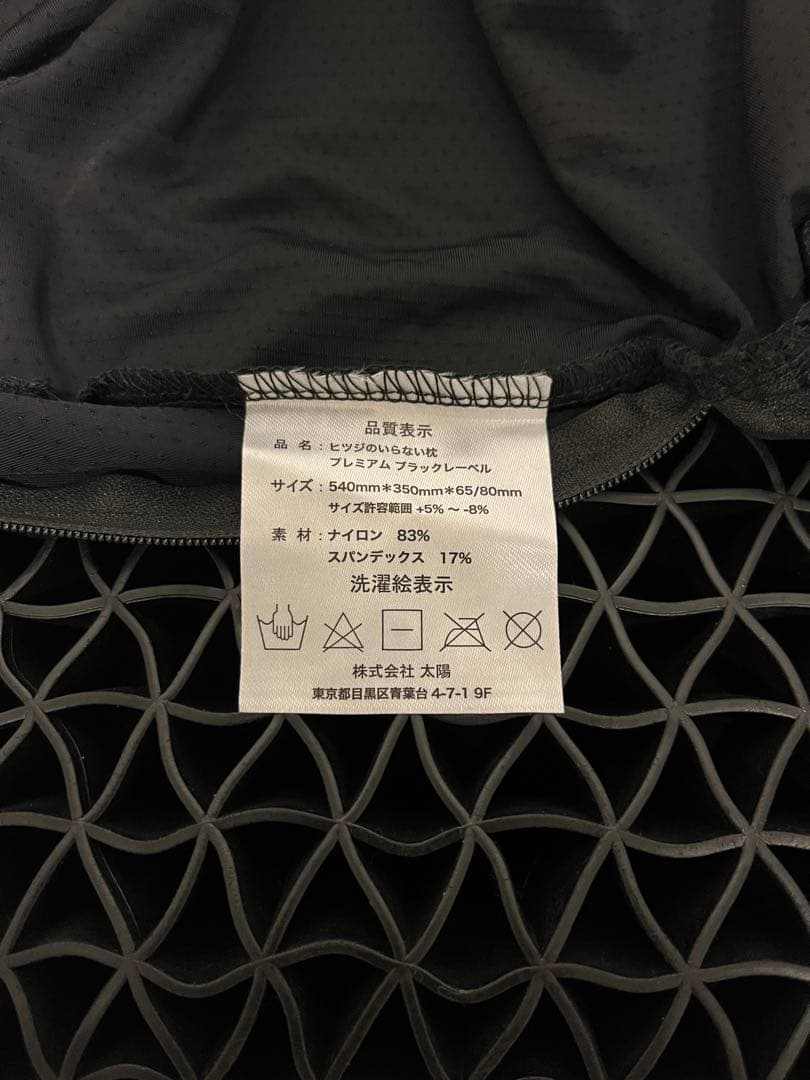 品質表示
品 名：ヒツジのいらない枕
プレミアム ブラックレーベル
サイズ：540mm*350mm*65/80mm
サイズ許容範囲 +5% ～ -8%
素 材：ナイロン 83%
スパンデックス 17%
洗濯絵表示
株式会社 太陽
東京都目黒区青葉台 4-7-1 9F